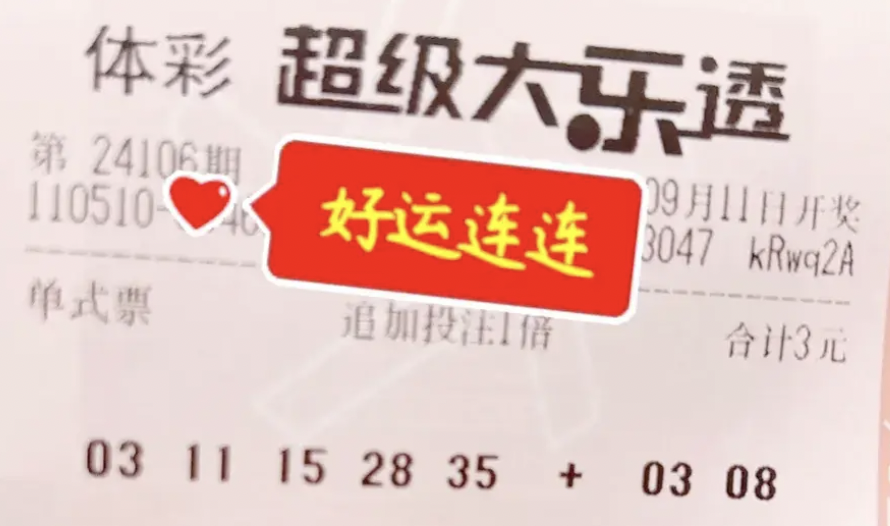 体彩 超级大乐透
第 24106期
09月11日开奖
110510-
3047 kRwq2A
好运连连
单式票 追加投注1倍 合计3元
03 11 15 28 35 + 03 08